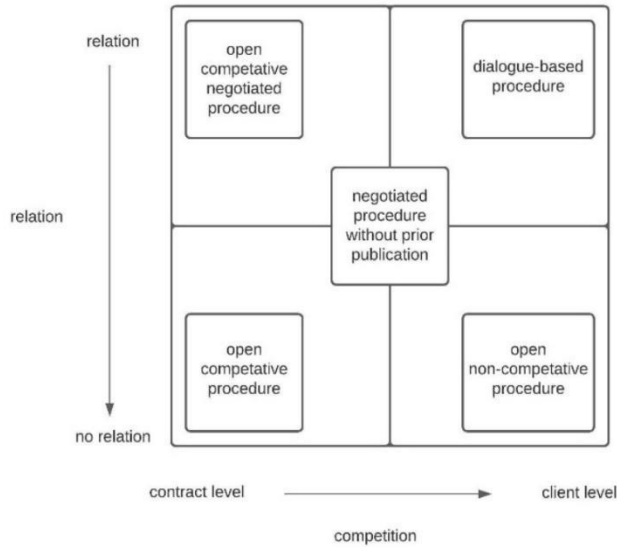 relation
open
competative
negotiated
procedure
dialogue-based
procedure
relation
negotiated
procedure
without prior
publication
open
competative
procedure
open
non-competative
procedure
no relation
contract level
client level
competition